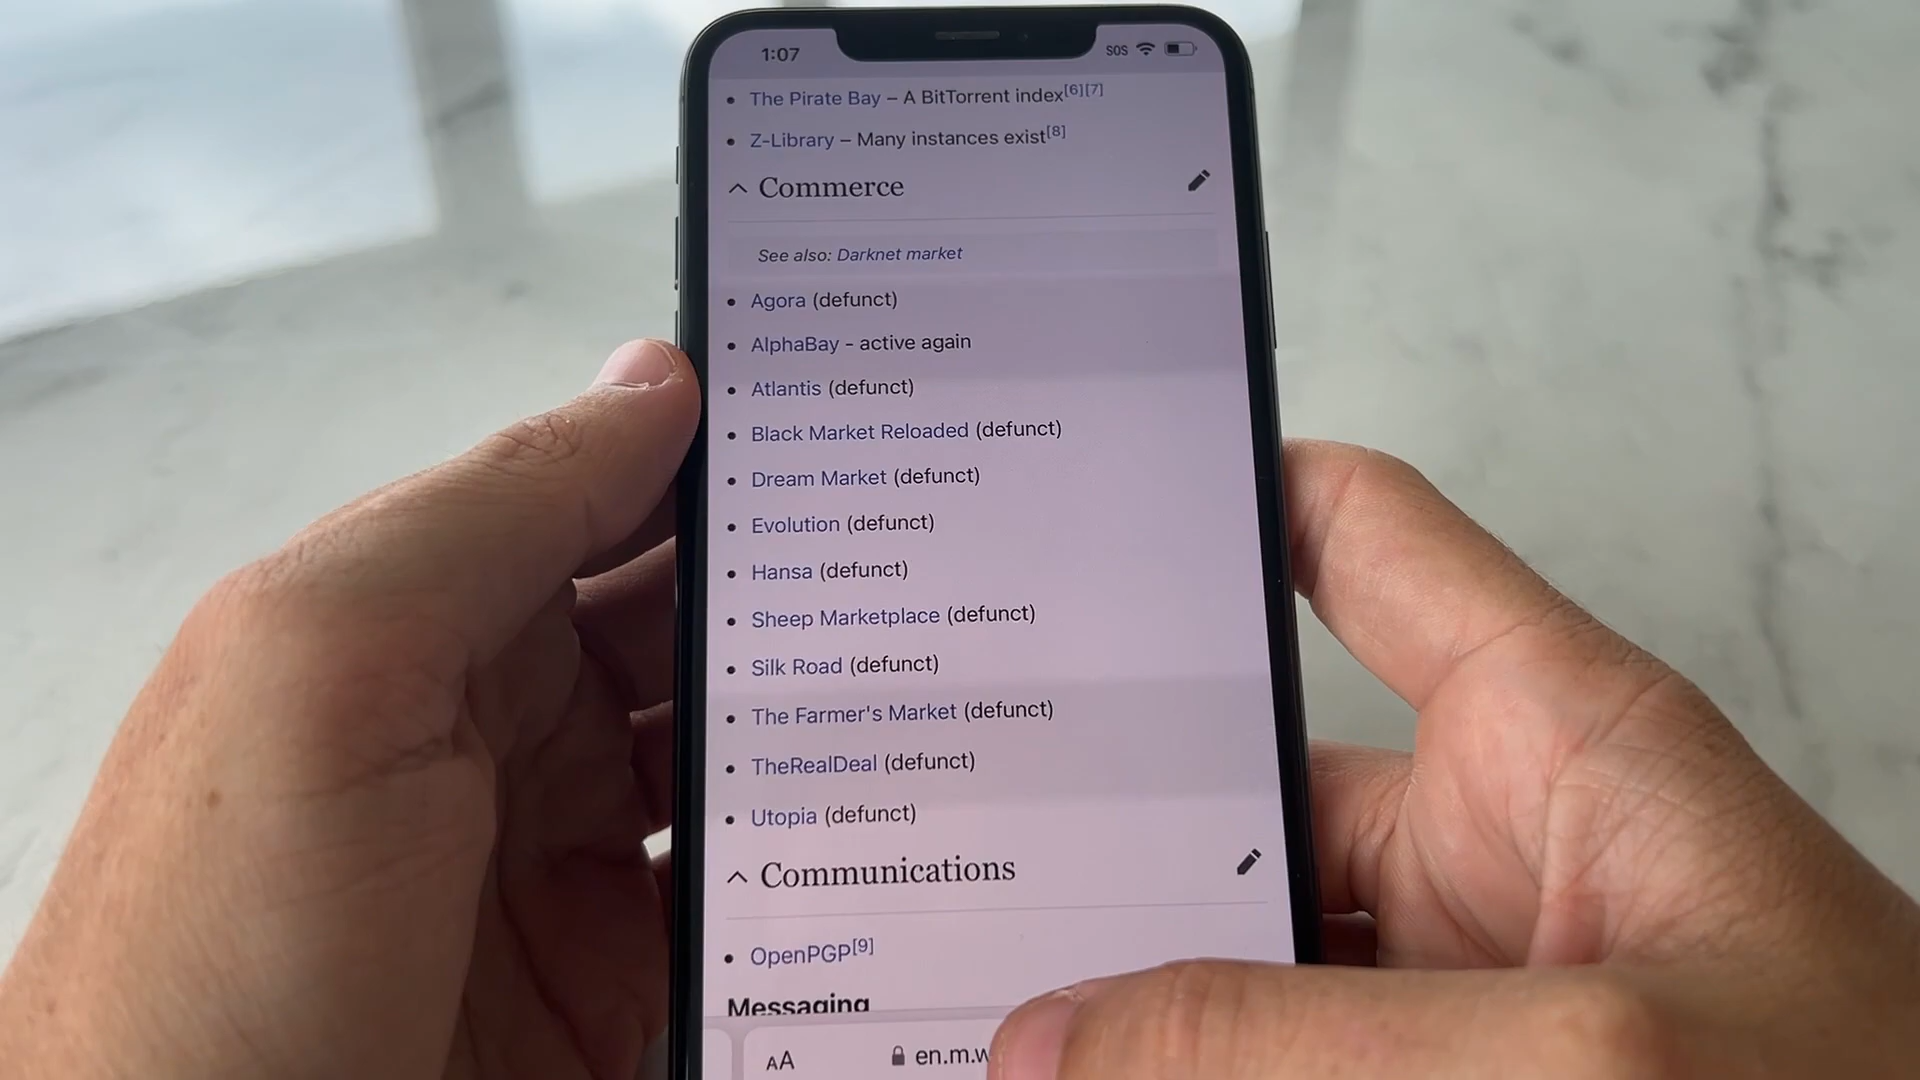 1:07
SOS
The Pirate Bay – A BitTorrent index[6][7]
Z-Library – Many instances exist[8]
Commerce
See also: Darknet market
Agora (defunct)
AlphaBay - active again
Atlantis (defunct)
Black Market Reloaded (defunct)
Dream Market (defunct)
Evolution (defunct)
Hansa (defunct)
Sheep Marketplace (defunct)
Silk Road (defunct)
The Farmer's Market (defunct)
TheRealDeal (defunct)
Utopia (defunct)
Communications
OpenPGP[9]
Messaging
AA
en.m.w